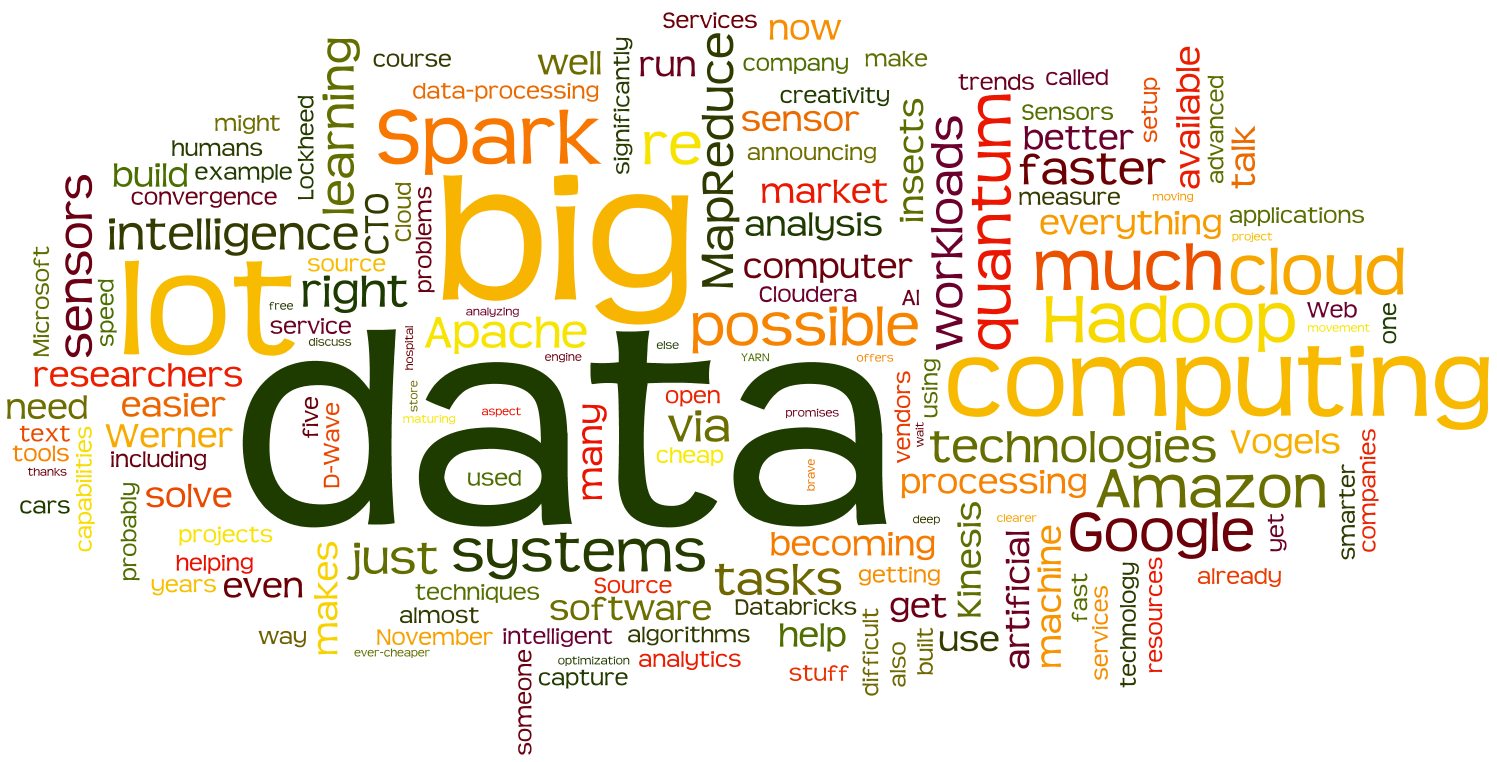 Services
now
learning
course
well
significantly
run
MapReduce
company
make
data-processing
creativity
trends
called
available
setup
advanced
might
Lockheed
Spark
re
sensor
insects
workloads
quantum
Sensors
better
talk
humans
announcing
build
example
faster
convergence
CTO
Cloud
problems
big
market
measure
moving
sensors
intelligence
analysis
everything
applications
project
Microsoft
speed
lot
source
right
computer
much
cloud
free
analyzing
Cloudera
AI
Hadoop
Web
one
service
discuss
hospital
Apache
possible
movement
engine
else
YARN
offers
researchers
data
computing
need
easier
five
D-Wave
store
maturing
aspect
many
open
promises
vendors
using
wait
text
Werner
via
technologies
Vogels
tools
capabilities
including
cheap
thanks
used
brave
processing
Amazon
smarter
companies
cars
probably
solve
deep
clearer
Google
yet
projects
just
systems
becoming
Kinesis
artificial
machine
helping
makes
tasks
getting
already
years
even
techniques
Source
fast
technology
resources
almost
software
Databricks
get
services
way
November
intelligent
algorithms
help
difficult
also
built
use
ever-cheaper
someone
optimization
analytics
capture
stuff